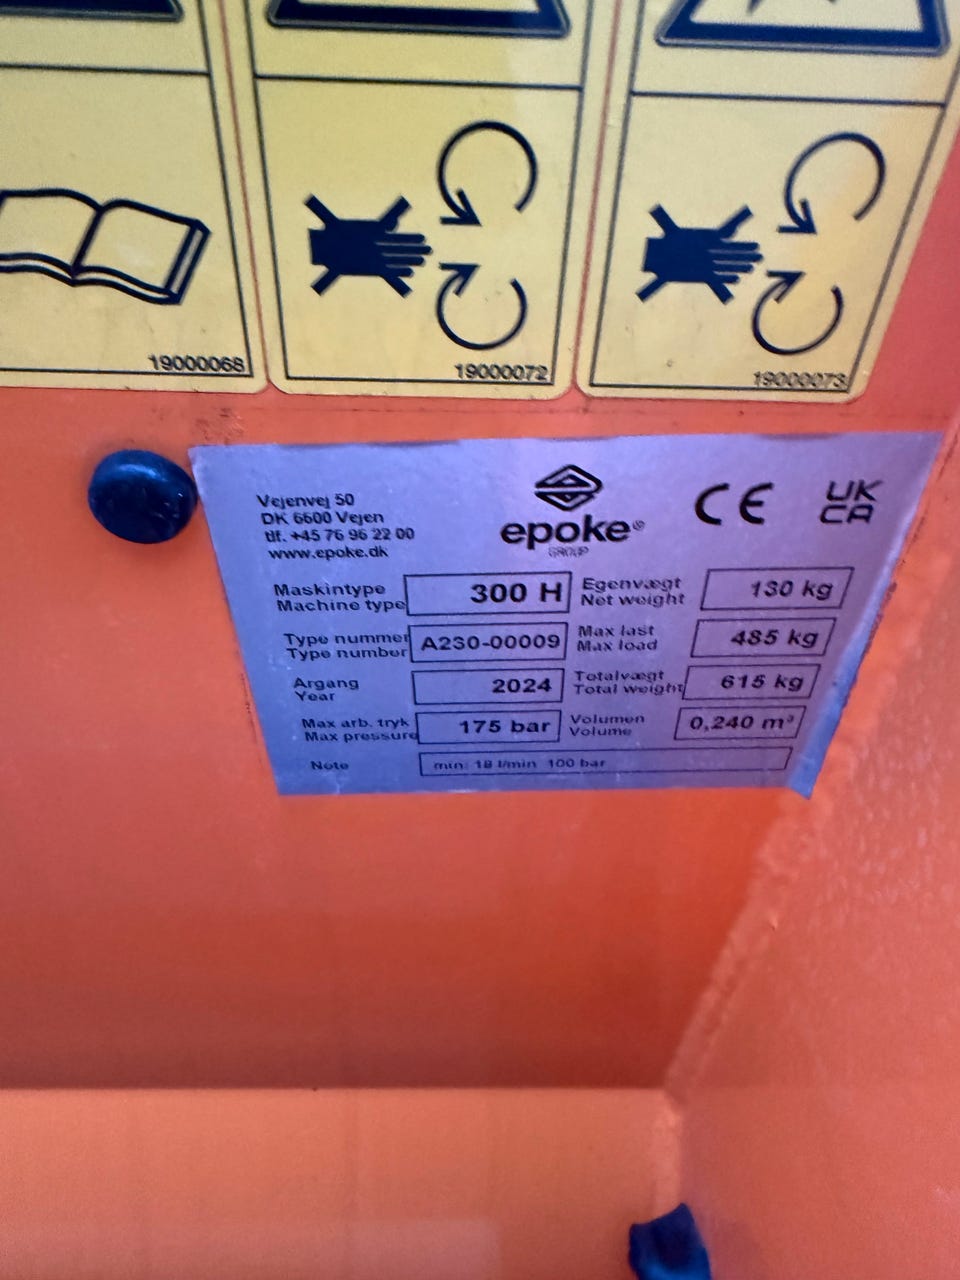 19000068
19000072
19000073
Vejenvej 50
DK 6600 Vejen
tlf. +45 76 96 22 00
www.epoke.dk
epoke®
GROUP
CE
UK
CA
Maskintype
Machine type
300 H
Egenvægt
Net weight
130 kg
Type nummer
Type number
A230-00009
Max last
Max load
485 kg
Argang
Year
2024
Totalvægt
Total weight
615 kg
Max arb. tryk
Max pressure
175 bar
Volumen
Volume
0,240 m³
Note
min: 18 l/min 100 bar